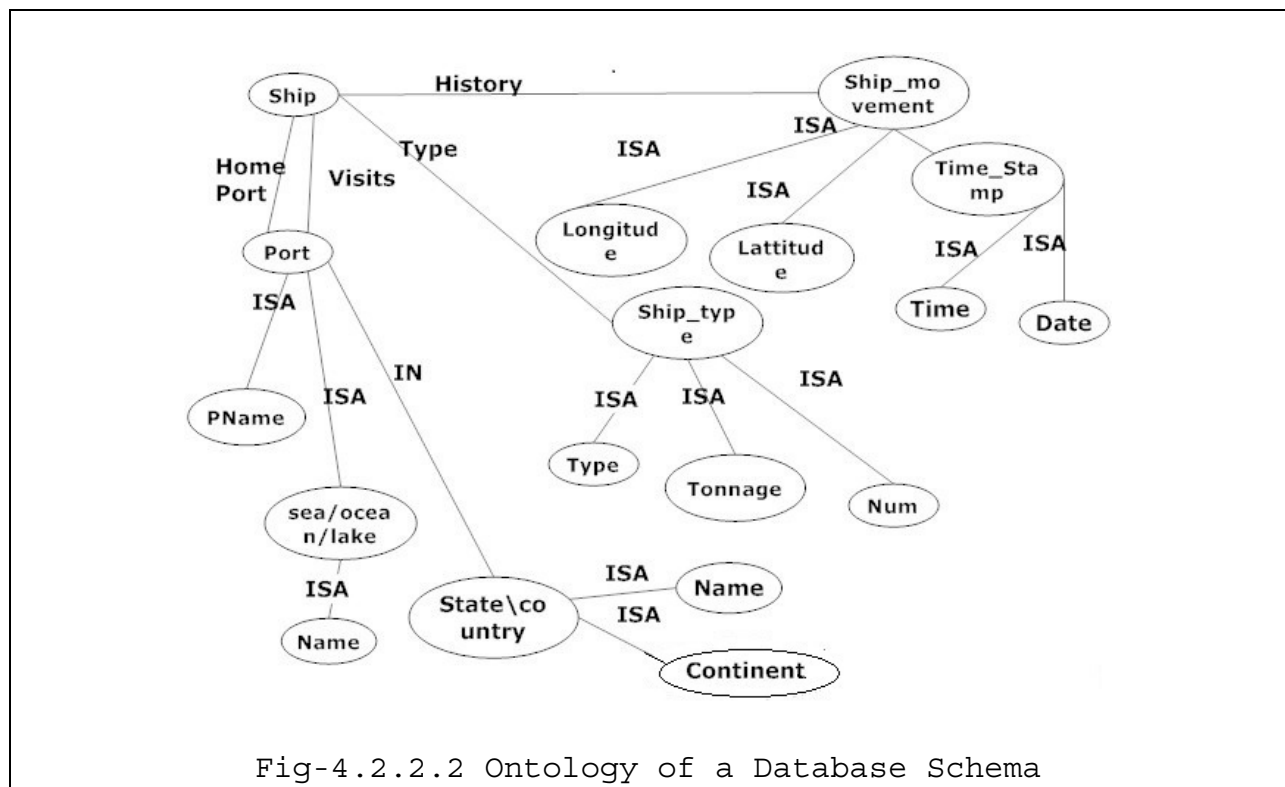 Ship
History
Ship_mo
vement
ISA
ISA
Type
Home
Port
Visits
Time_Sta
mp
ISA
Longitud
e
Lattitud
e
ISA
ISA
Port
ISA
Ship_typ
e
Time
Date
IN
ISA
ISA
ISA
ISA
PName
Type
Tonnage
Num
sea/ocea
n/lake
ISA
Name
State\co
untry
ISA
Name
ISA
Continent
Fig-4.2.2.2 Ontology of a Database Schema